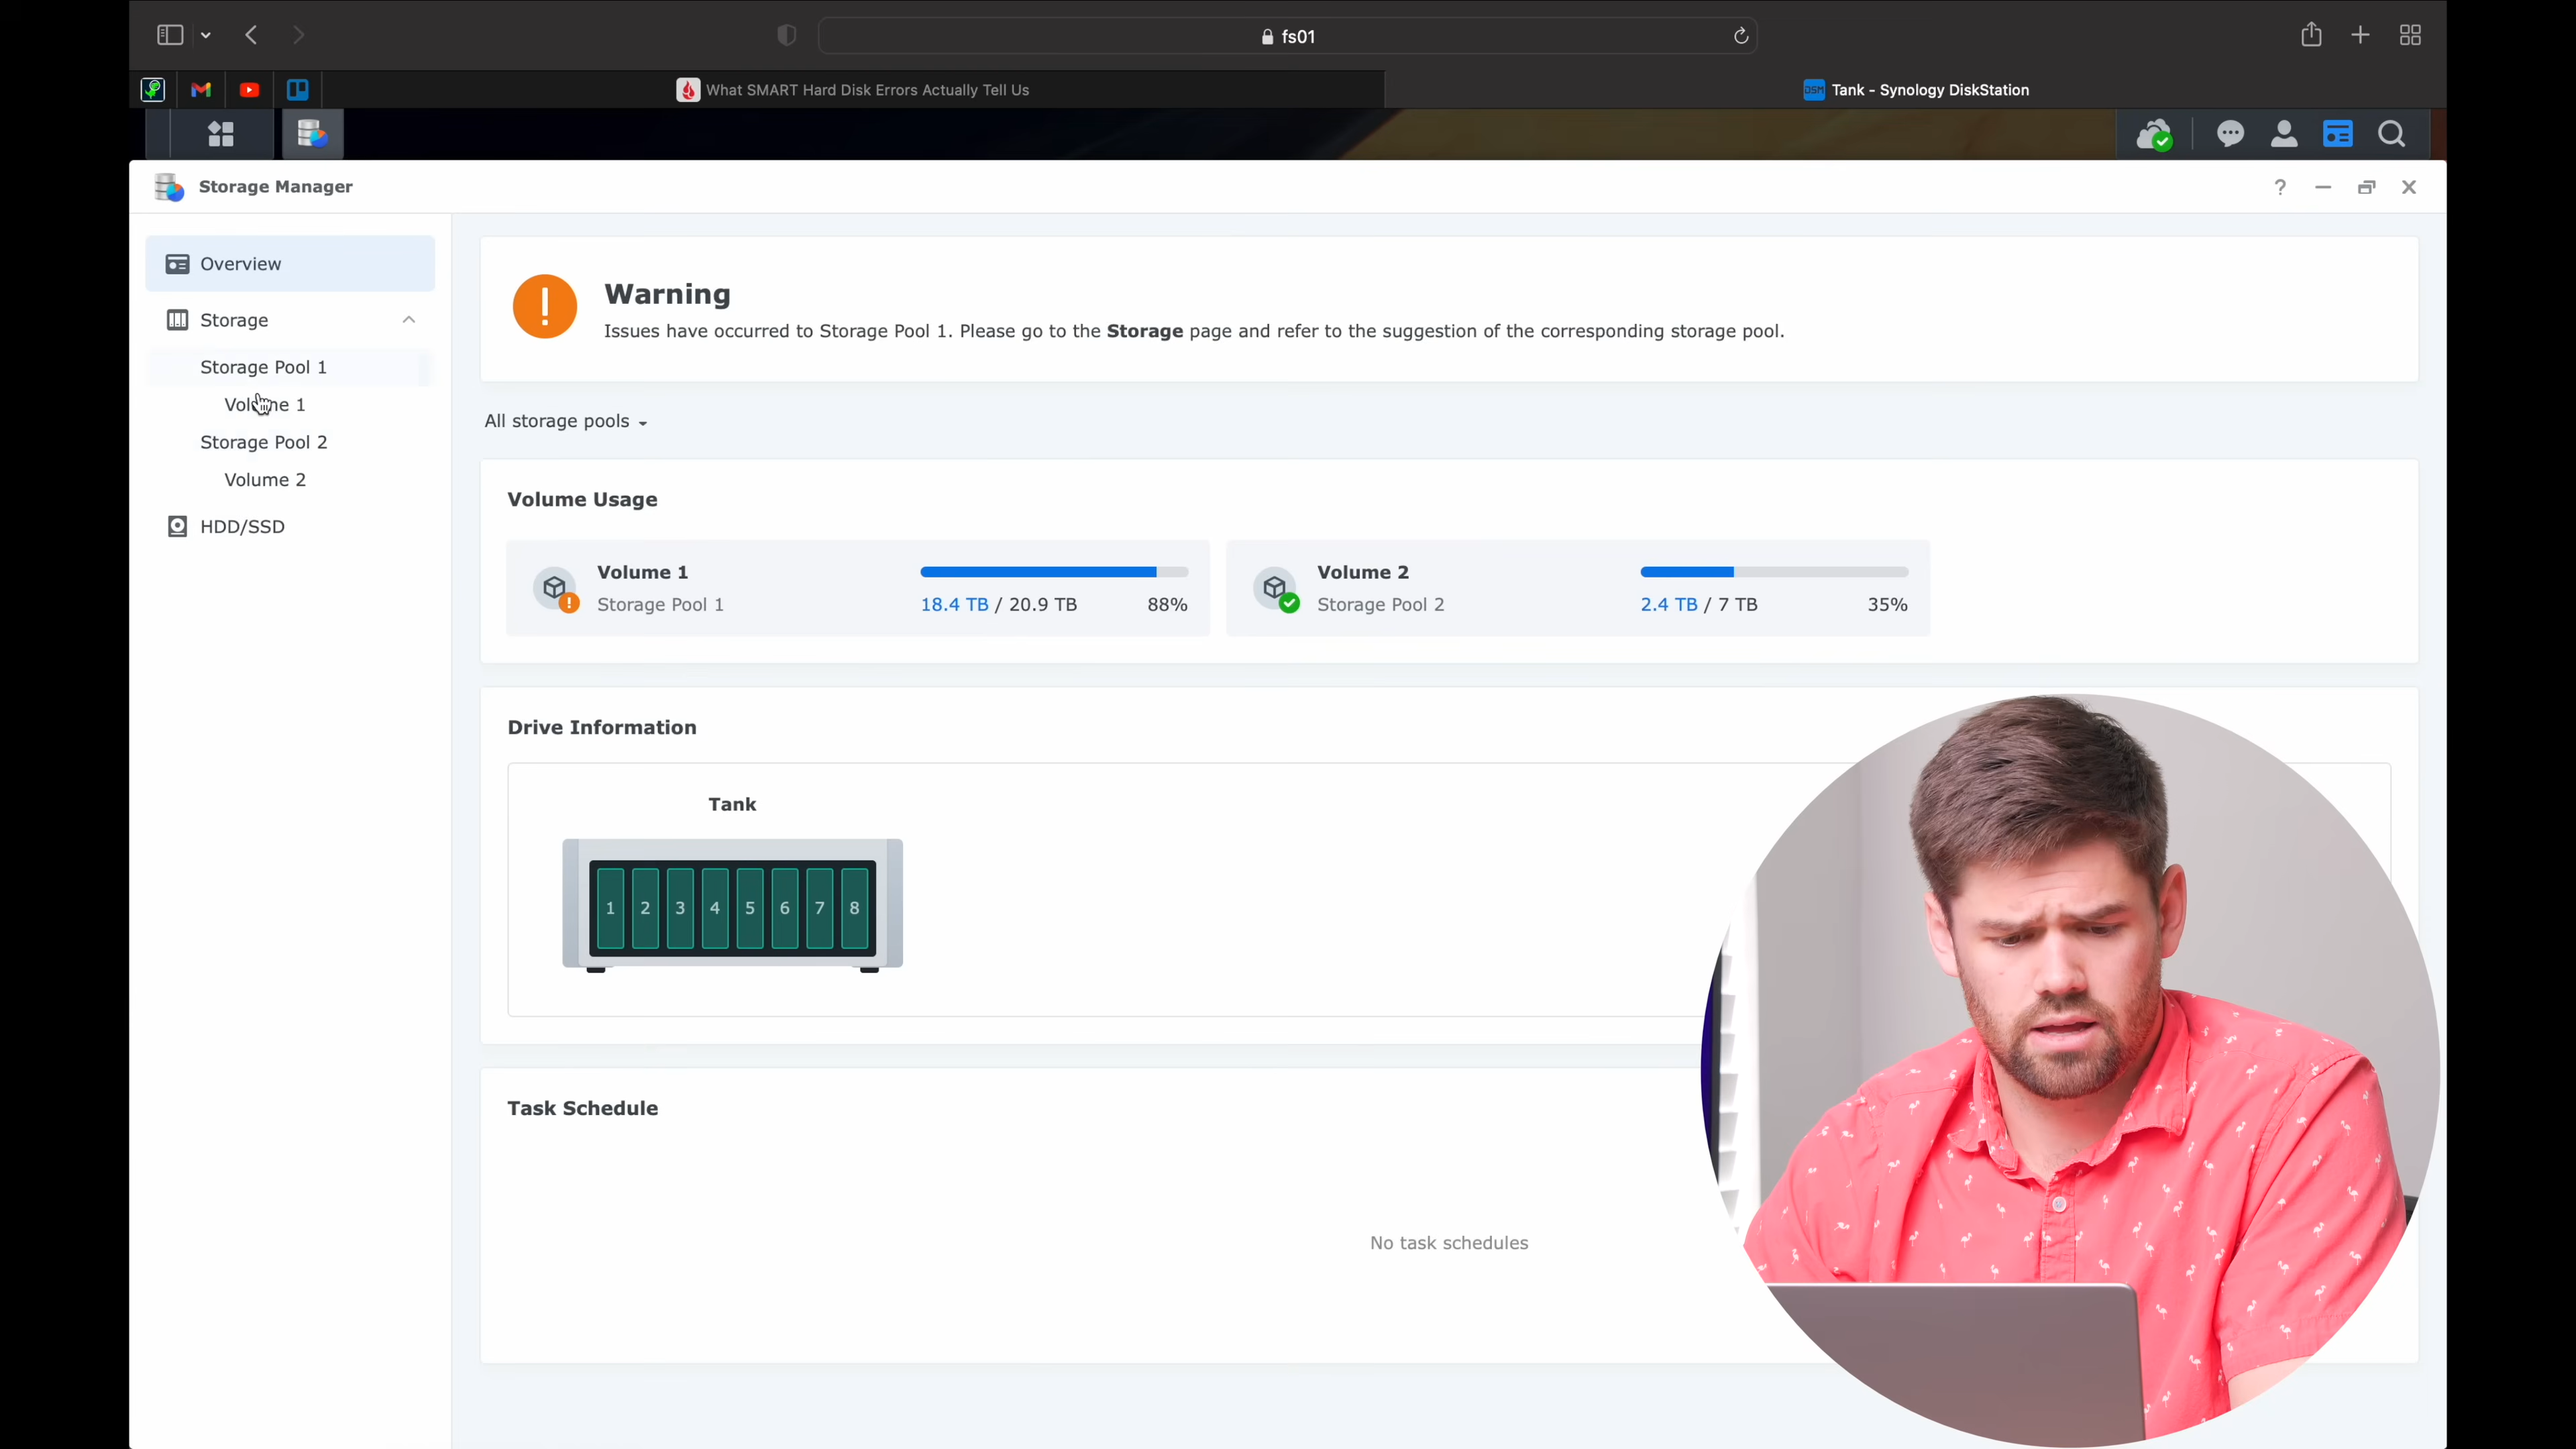 fs01
What SMART Hard Disk Errors Actually Tell Us
DSM Tank - Synology DiskStation
Storage Manager
?
Overview
Storage
Storage Pool 1
Volume 1
Storage Pool 2
Volume 2
HDD/SSD
!
Warning
Issues have occurred to Storage Pool 1. Please go to the Storage page and refer to the suggestion of the corresponding storage pool.
All storage pools
Volume Usage
Volume 1
Storage Pool 1
18.4 TB / 20.9 TB
88%
Volume 2
Storage Pool 2
2.4 TB / 7 TB
35%
Drive Information
Tank
1 2 3 4 5 6 7 8
Task Schedule
No task schedules